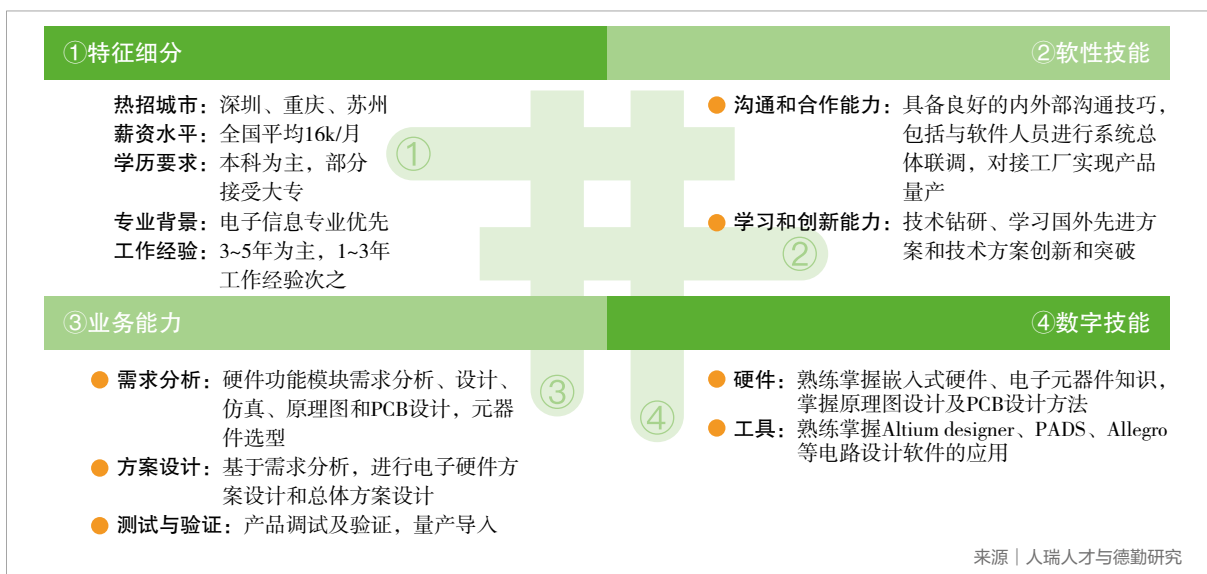 ①特征细分
热招城市：深圳、重庆、苏州
薪资水平：全国平均16k/月
学历要求：本科为主，部分
接受大专
专业背景：电子信息专业优先
工作经验：3~5年为主，1~3年
工作经验次之
①
②软性技能
沟通和合作能力：具备良好的内外部沟通技巧，
包括与软件人员进行系统总
体联调，对接工厂实现产品
量产
学习和创新能力：技术钻研、学习国外先进方
案和技术方案创新和突破
②
③业务能力
需求分析：硬件功能模块需求分析、设计、
仿真、原理图和PCB设计，元器
件选型
方案设计：基于需求分析，进行电子硬件方
案设计和总体方案设计
测试与验证：产品调试及验证，量产导入
③
④数字技能
硬件：熟练掌握嵌入式硬件、电子元器件知识，
掌握原理图设计及PCB设计方法
工具：熟练掌握Altium designer、PADS、Allegro
等电路设计软件的应用
④
来源｜人瑞人才与德勤研究